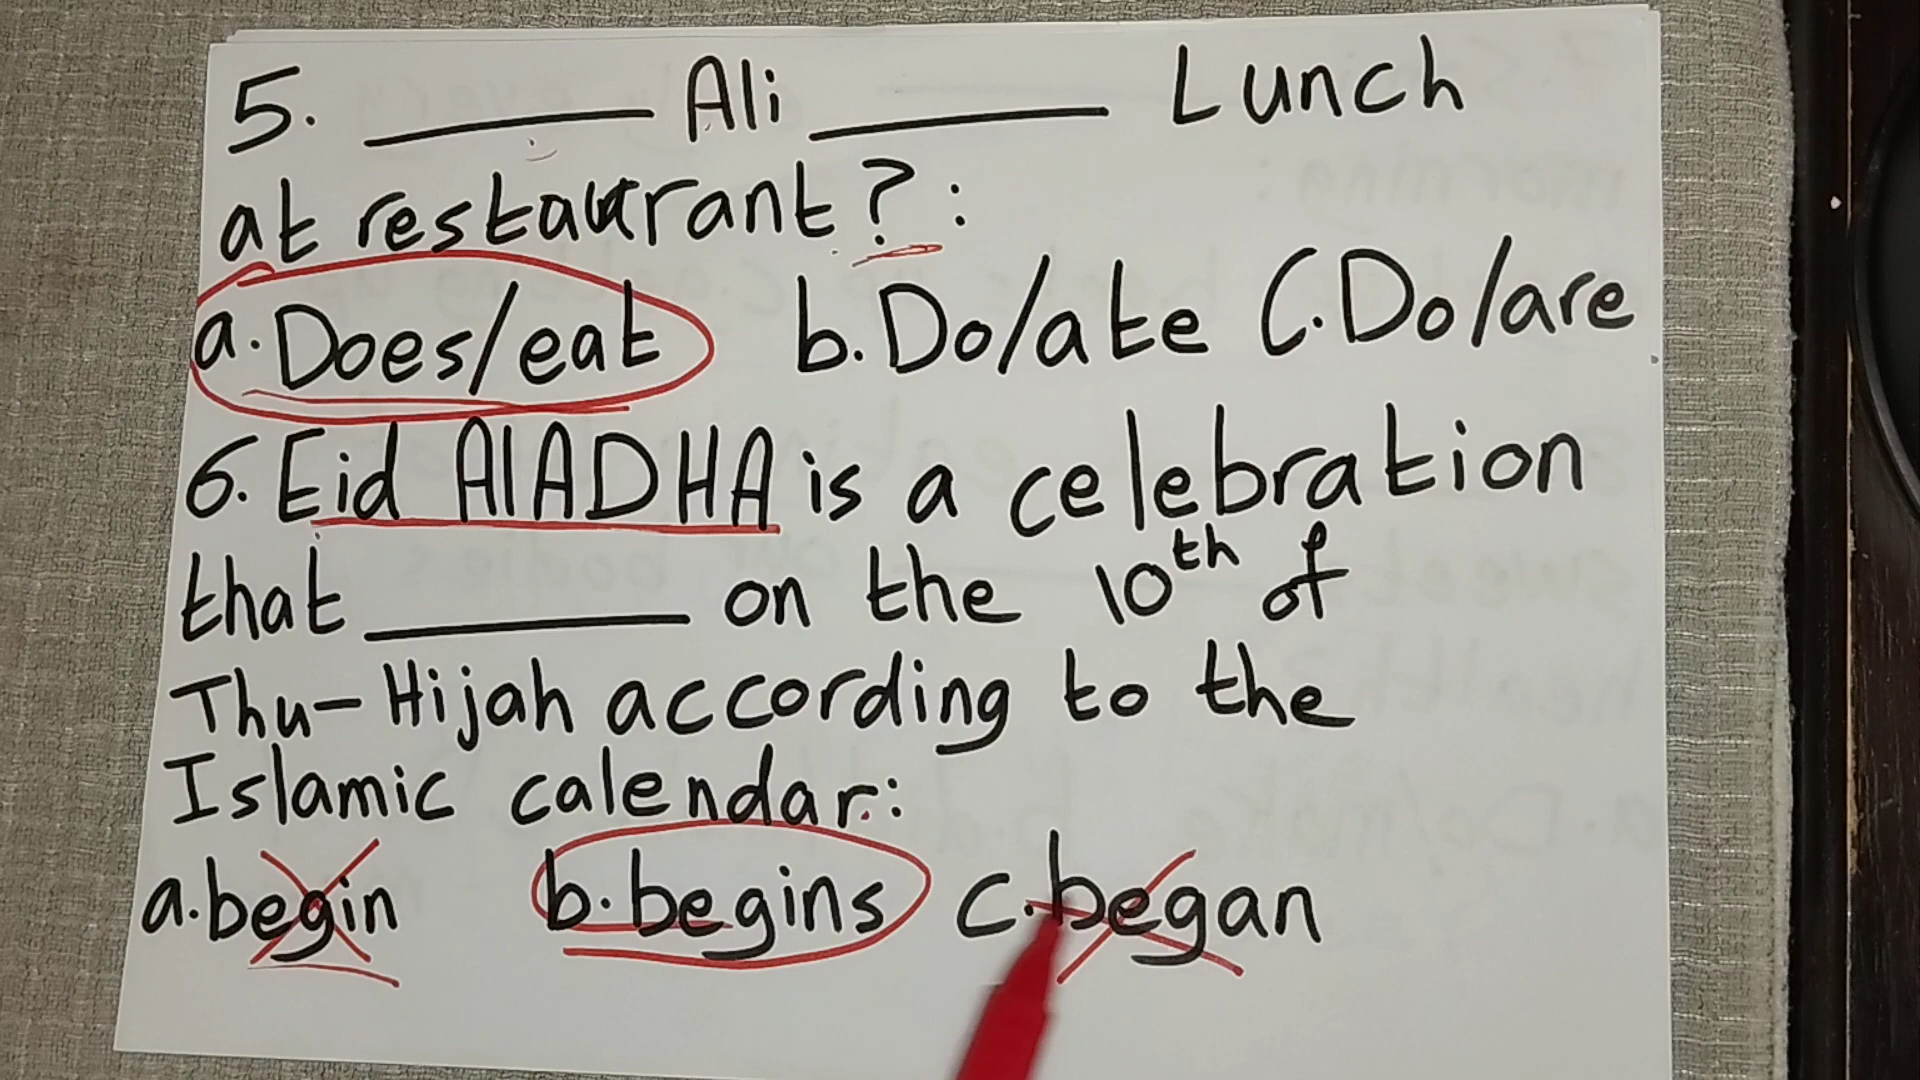 5. ______ Ali ______ Lunch
at restaurant?:
a. Does/eat b. Do/ate C. Do/are
6. Eid AlADHA is a celebration
that ______ on the 10th of
Thu-Hijah according to the
Islamic calendar:
a. begin b. begins c. began